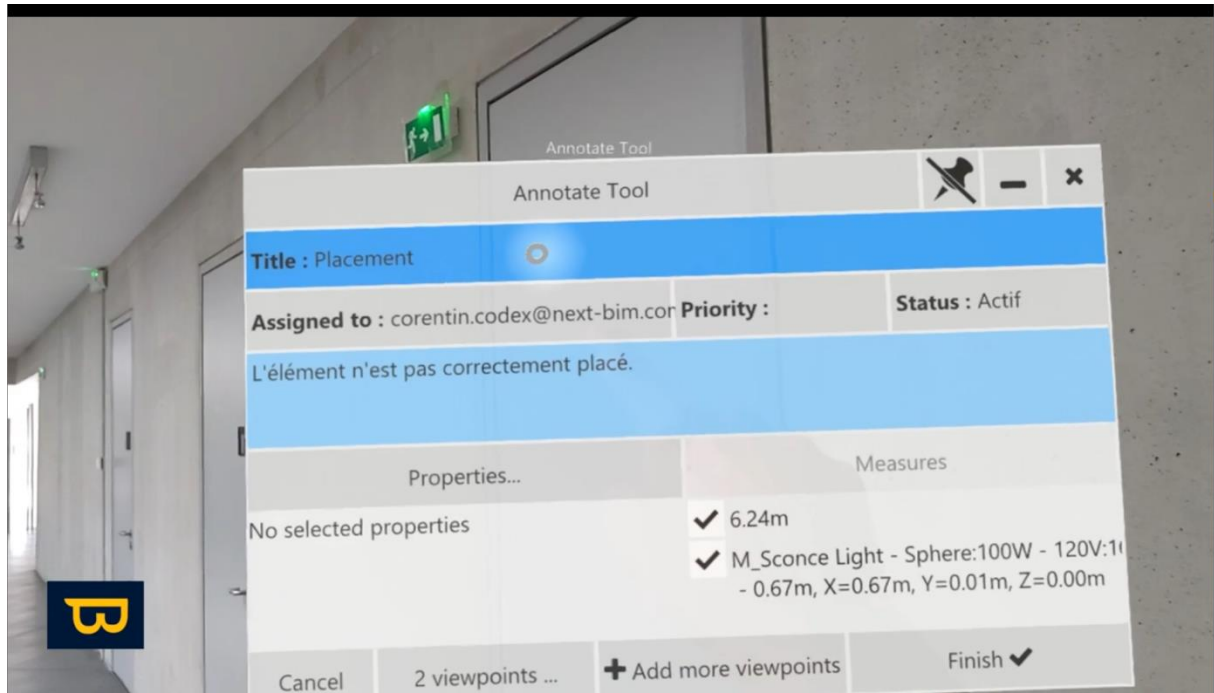 Annotate Tool
Annotate Tool
Title : Placement
Assigned to : corentin.codex@next-bim.com Priority : Status : Actif
L'élément n'est pas correctement placé.
Properties... Measures
No selected properties
6.24m
M_Sconce Light - Sphere:100W - 120V:1
- 0.67m, X=0.67m, Y=0.01m, Z=0.00m
Cancel 2 viewpoints ... Add more viewpoints Finish